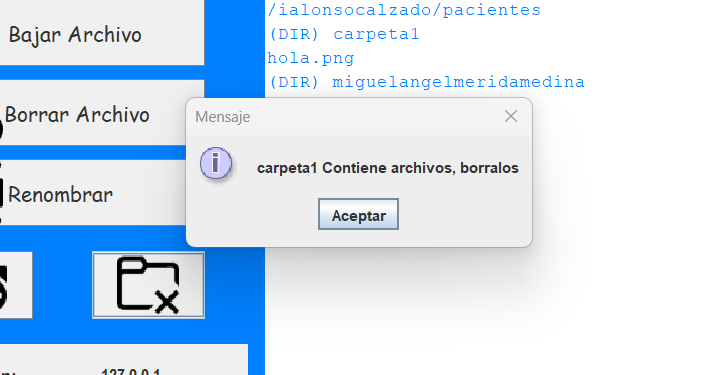 Bajar Archivo
Borrar Archivo
Renombrar
/ialonsocalzado/pacientes
(DIR) carpeta1
hola.png
(DIR) miguelangelmeridamedina
Mensaje
i
carpeta1 Contiene archivos, borralos
Aceptar
127.0.0.1